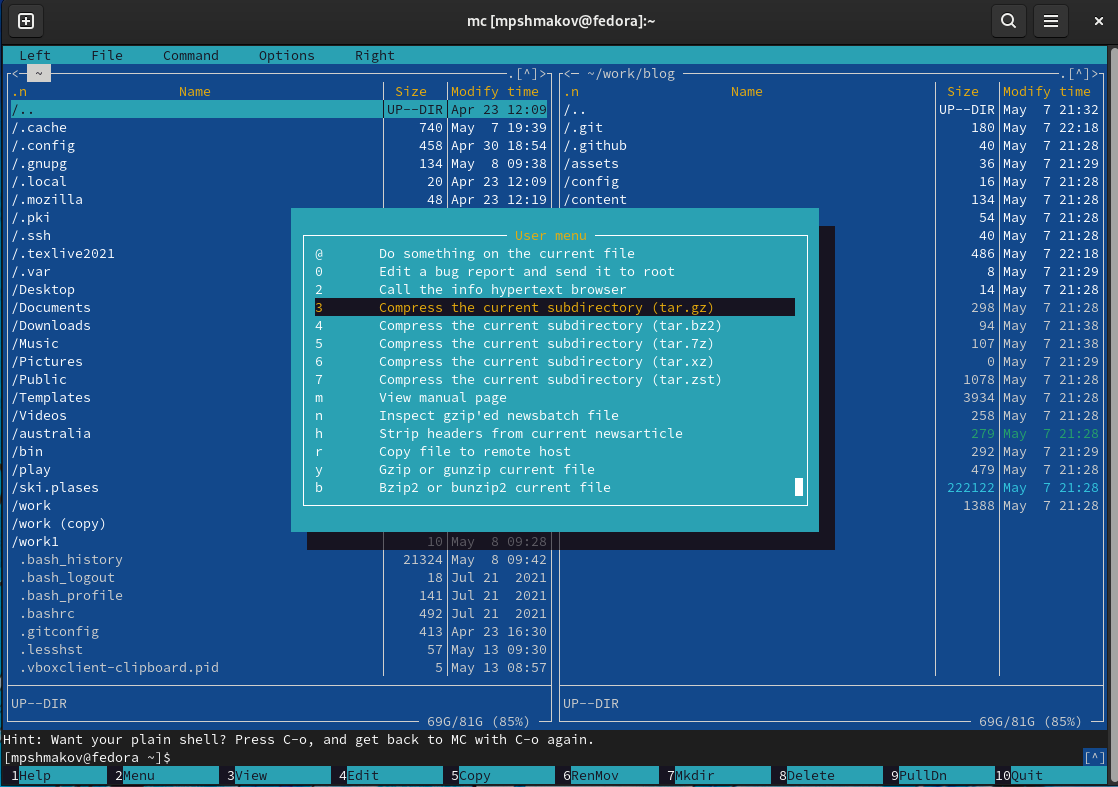 mc [mpshmakov@fedora]:~
Left File Command Options Right
<─ ~ .[^]> <─ ~/work/blog .[^]>
.n Name Size Modify time .n Name Size Modify time
/.. UP--DIR Apr 23 12:09 /.. UP--DIR May 7 21:32
/.cache 740 May 7 19:39 /.git 180 May 7 22:18
/.config 458 Apr 30 18:54 /.github 40 May 7 21:28
/.gnupg 134 May 8 09:38 /assets 36 May 7 21:29
/.local 20 Apr 23 12:09 /config 16 May 7 21:28
/.mozilla 48 Apr 23 12:19 /content 134 May 7 21:28
/.pki 54 May 7 21:28
/.ssh User menu 40 May 7 21:28
/.texlive2021 @ Do something on the current file 486 May 7 22:18
/.var 0 Edit a bug report and send it to root 8 May 7 21:29
/Desktop 2 Call the info hypertext browser 14 May 7 21:28
/Documents 3 Compress the current subdirectory (tar.gz) 298 May 7 21:28
/Downloads 4 Compress the current subdirectory (tar.bz2) 94 May 7 21:38
/Music 5 Compress the current subdirectory (tar.7z) 107 May 7 21:38
/Pictures 6 Compress the current subdirectory (tar.xz) 0 May 7 21:29
/Public 7 Compress the current subdirectory (tar.zst) 1078 May 7 21:28
/Templates m View manual page 3934 May 7 21:28
/Videos n Inspect gzip'ed newsbatch file 258 May 7 21:28
/australia h Strip headers from current newsarticle 279 May 7 21:28
/bin r Copy file to remote host 292 May 7 21:29
/play y Gzip or gunzip current file 479 May 7 21:28
/ski.plases b Bzip2 or bunzip2 current file 222122 May 7 21:28
/work 1388 May 7 21:28
/work (copy)
/work1 10 May 8 09:28
.bash_history 21324 May 8 09:42
.bash_logout 18 Jul 21 2021
.bash_profile 141 Jul 21 2021
.bashrc 492 Jul 21 2021
.gitconfig 413 Apr 23 16:30
.lesshst 57 May 13 09:30
.vboxclient-clipboard.pid 5 May 13 08:57
UP--DIR UP--DIR
69G/81G (85%) 69G/81G (85%)
Hint: Want your plain shell? Press C-o, and get back to MC with C-o again.
[mpshmakov@fedora ~]$ [^]
1Help 2Menu 3View 4Edit 5Copy 6RenMov 7Mkdir 8Delete 9PullDn 10Quit